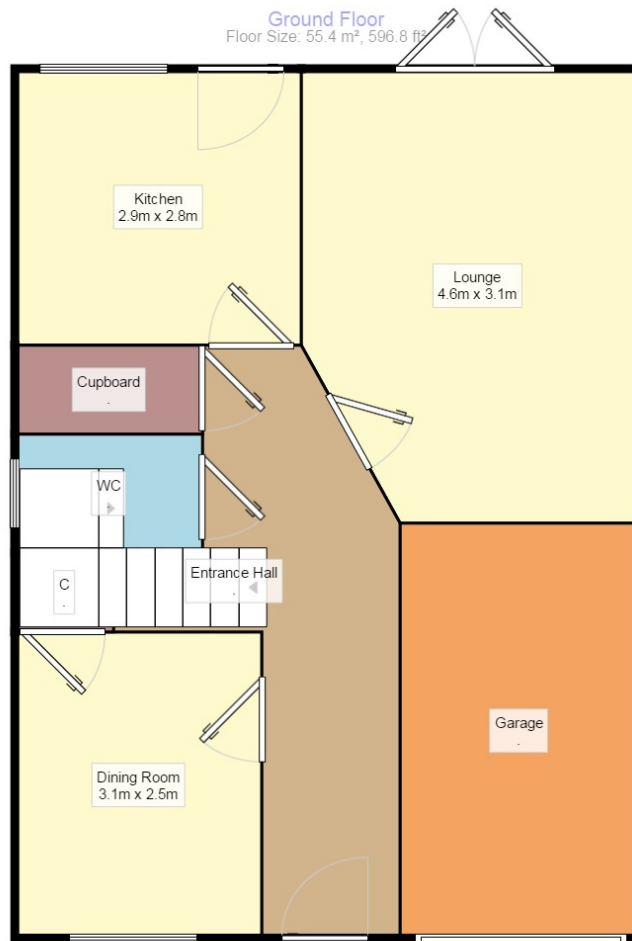 Ground Floor
Floor Size: 55.4 m², 596.8 ft²
Kitchen
2.9m x 2.8m
Lounge
4.6m x 3.1m
Cupboard
.
WC
.
Entrance Hall
.
C
.
Dining Room
3.1m x 2.5m
Garage
.